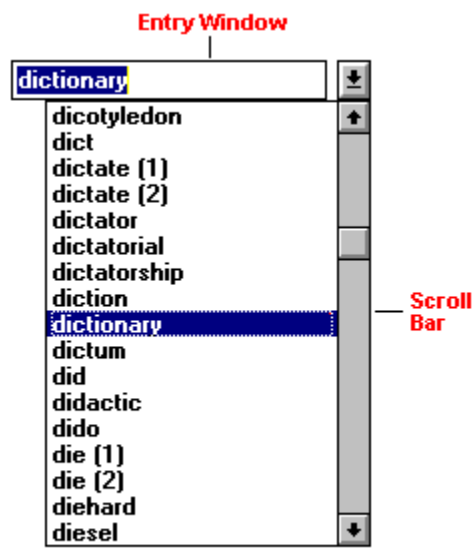 Entry Window
dictionary
dicotyledon
dict
dictate (1)
dictate (2)
dictator
dictatorial
dictatorship
diction
dictionary
dictum
did
didactic
dido
die (1)
die (2)
diehard
diesel
Scroll
Bar